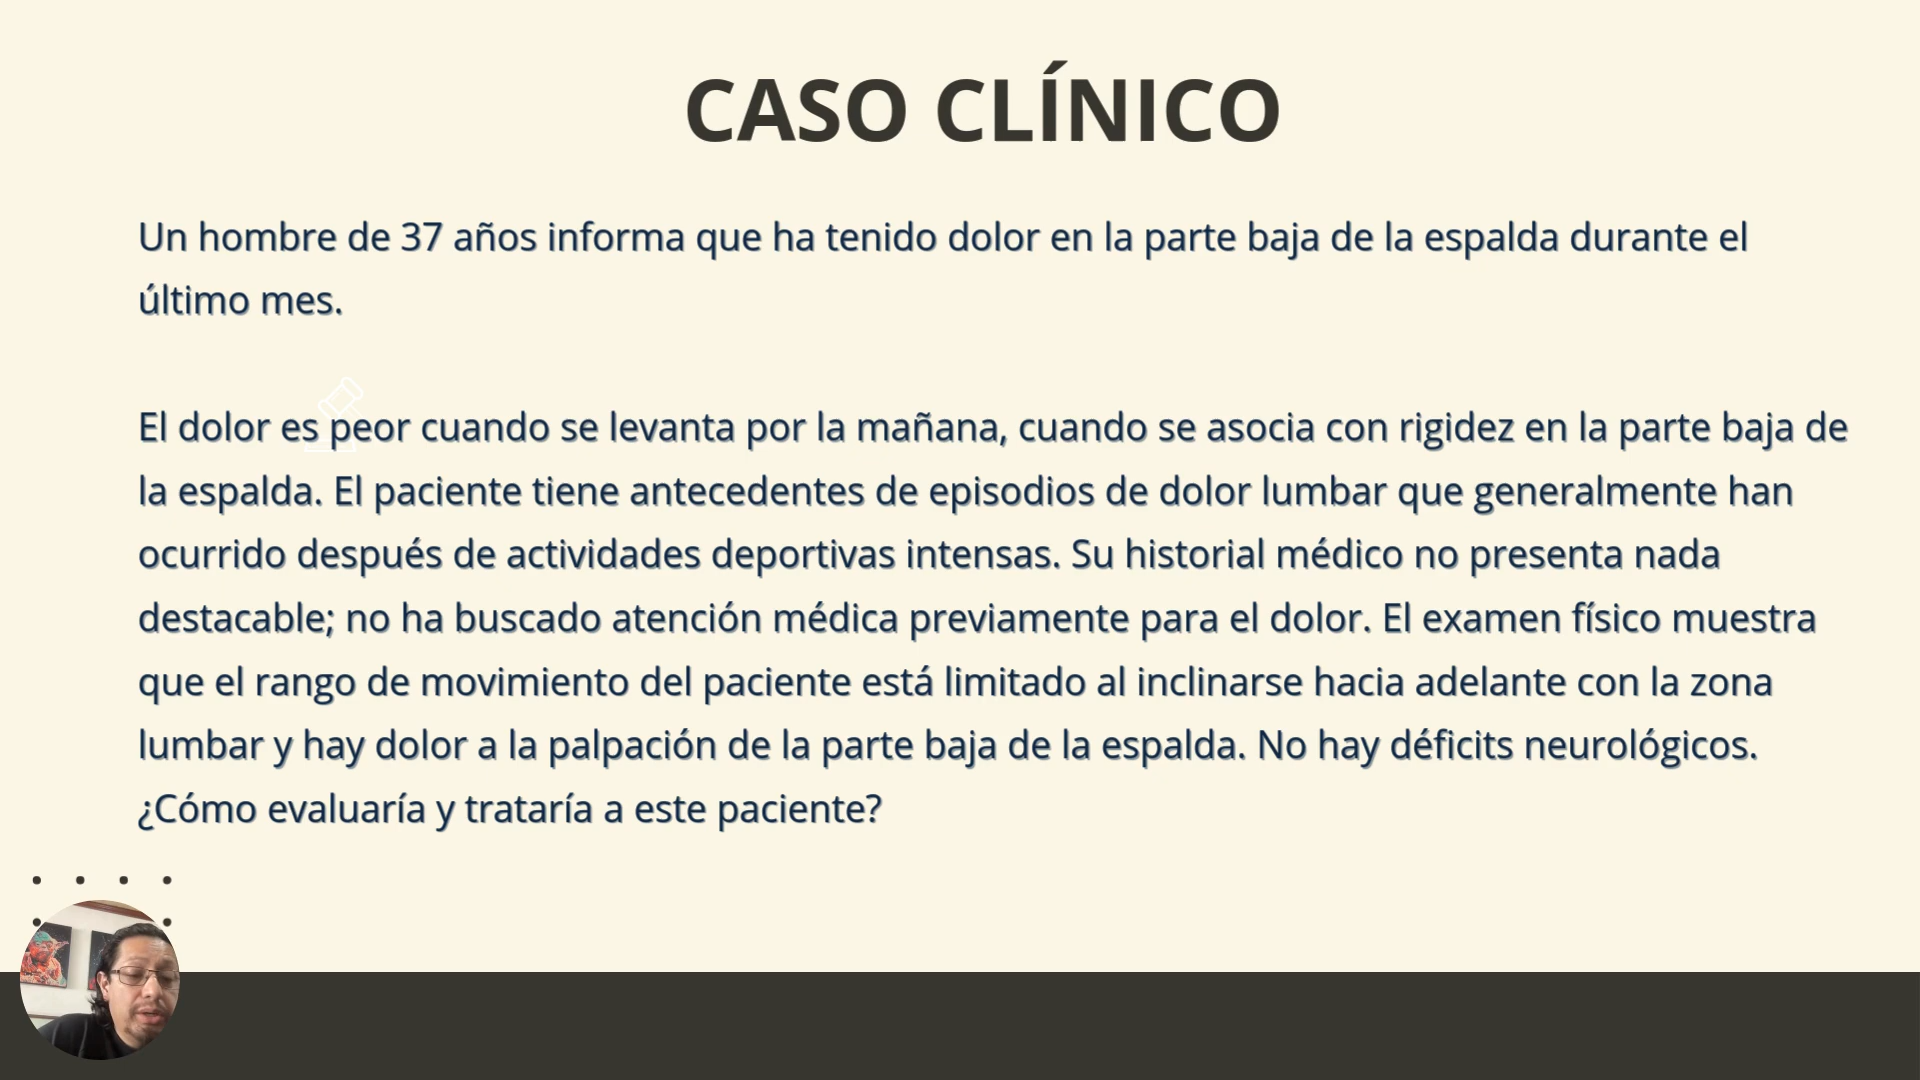 CASO CLÍNICO
Un hombre de 37 años informa que ha tenido dolor en la parte baja de la espalda durante el
último mes.
El dolor es peor cuando se levanta por la mañana, cuando se asocia con rigidez en la parte baja de
la espalda. El paciente tiene antecedentes de episodios de dolor lumbar que generalmente han
ocurrido después de actividades deportivas intensas. Su historial médico no presenta nada
destacable; no ha buscado atención médica previamente para el dolor. El examen físico muestra
que el rango de movimiento del paciente está limitado al inclinarse hacia adelante con la zona
lumbar y hay dolor a la palpación de la parte baja de la espalda. No hay déficits neurológicos.
¿Cómo evaluaría y trataría a este paciente?